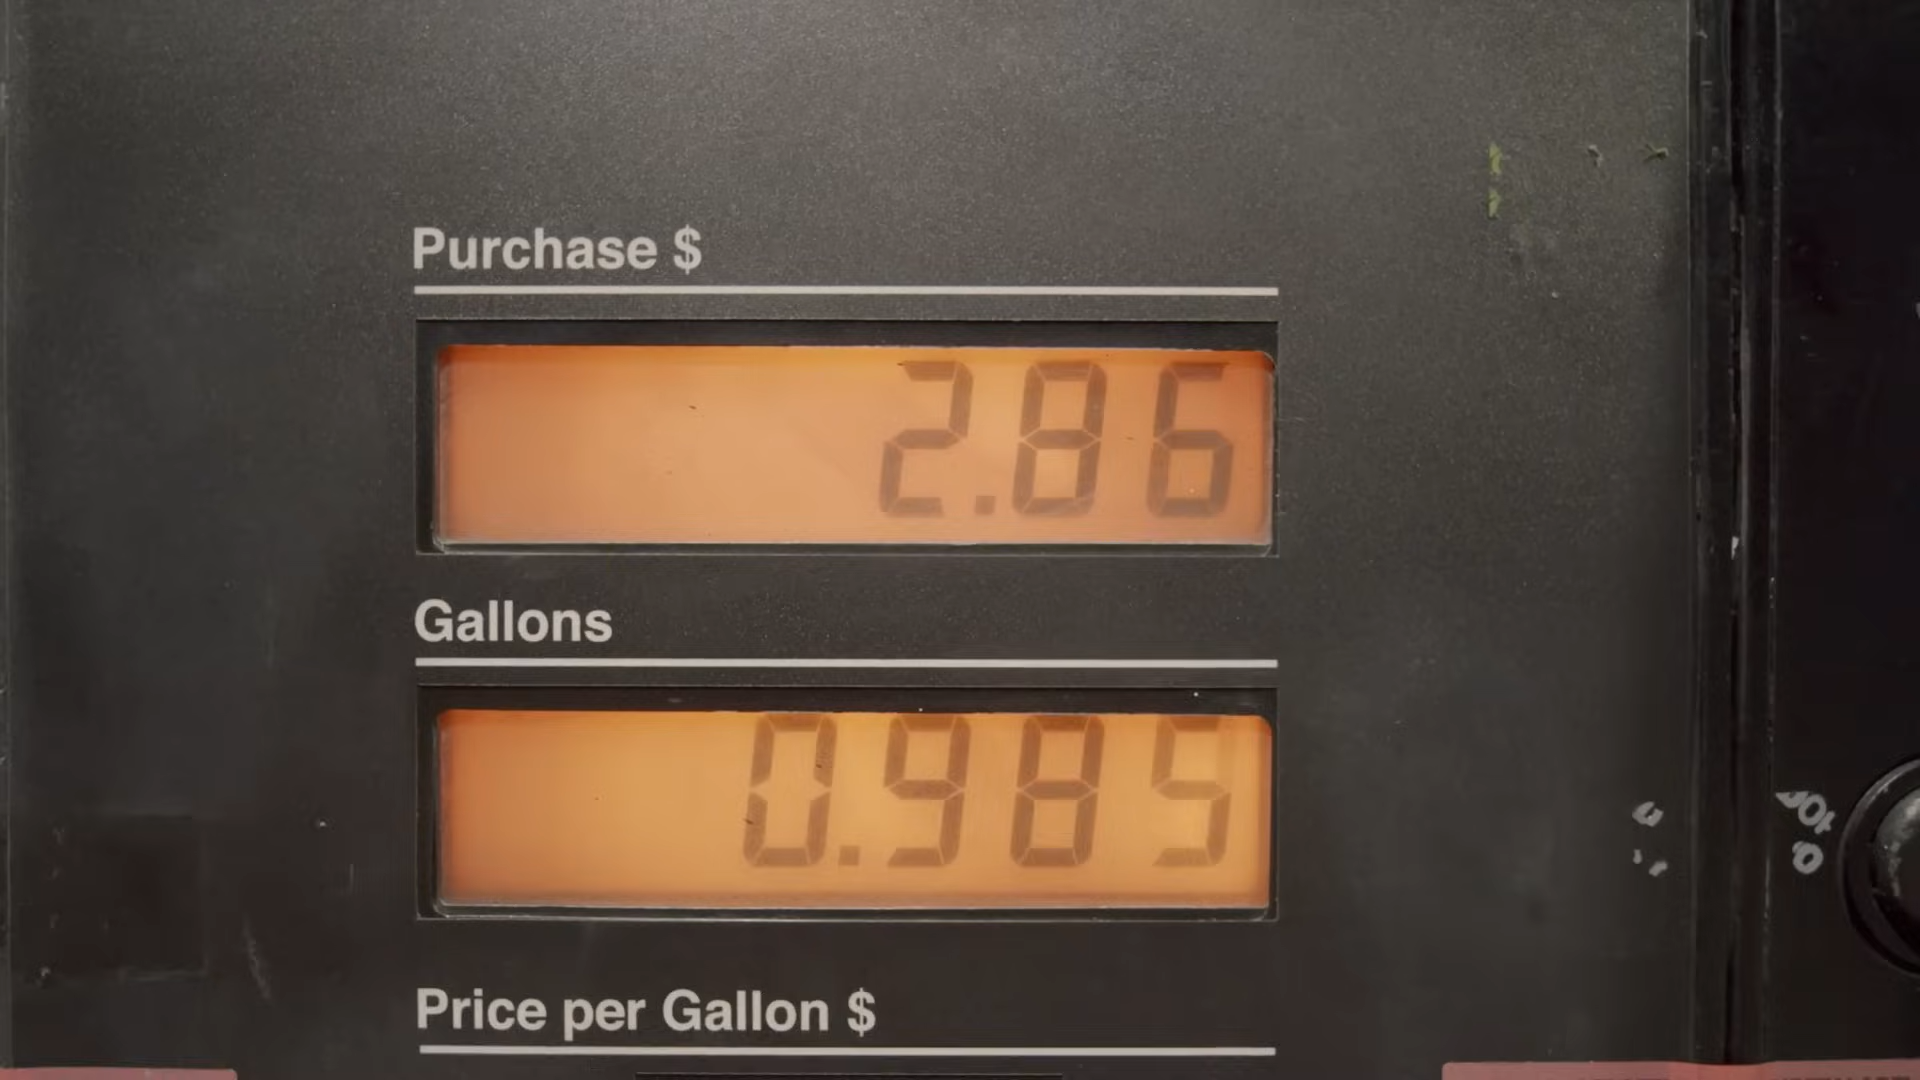 Purchase $
2.86
Gallons
0.985
Price per Gallon $